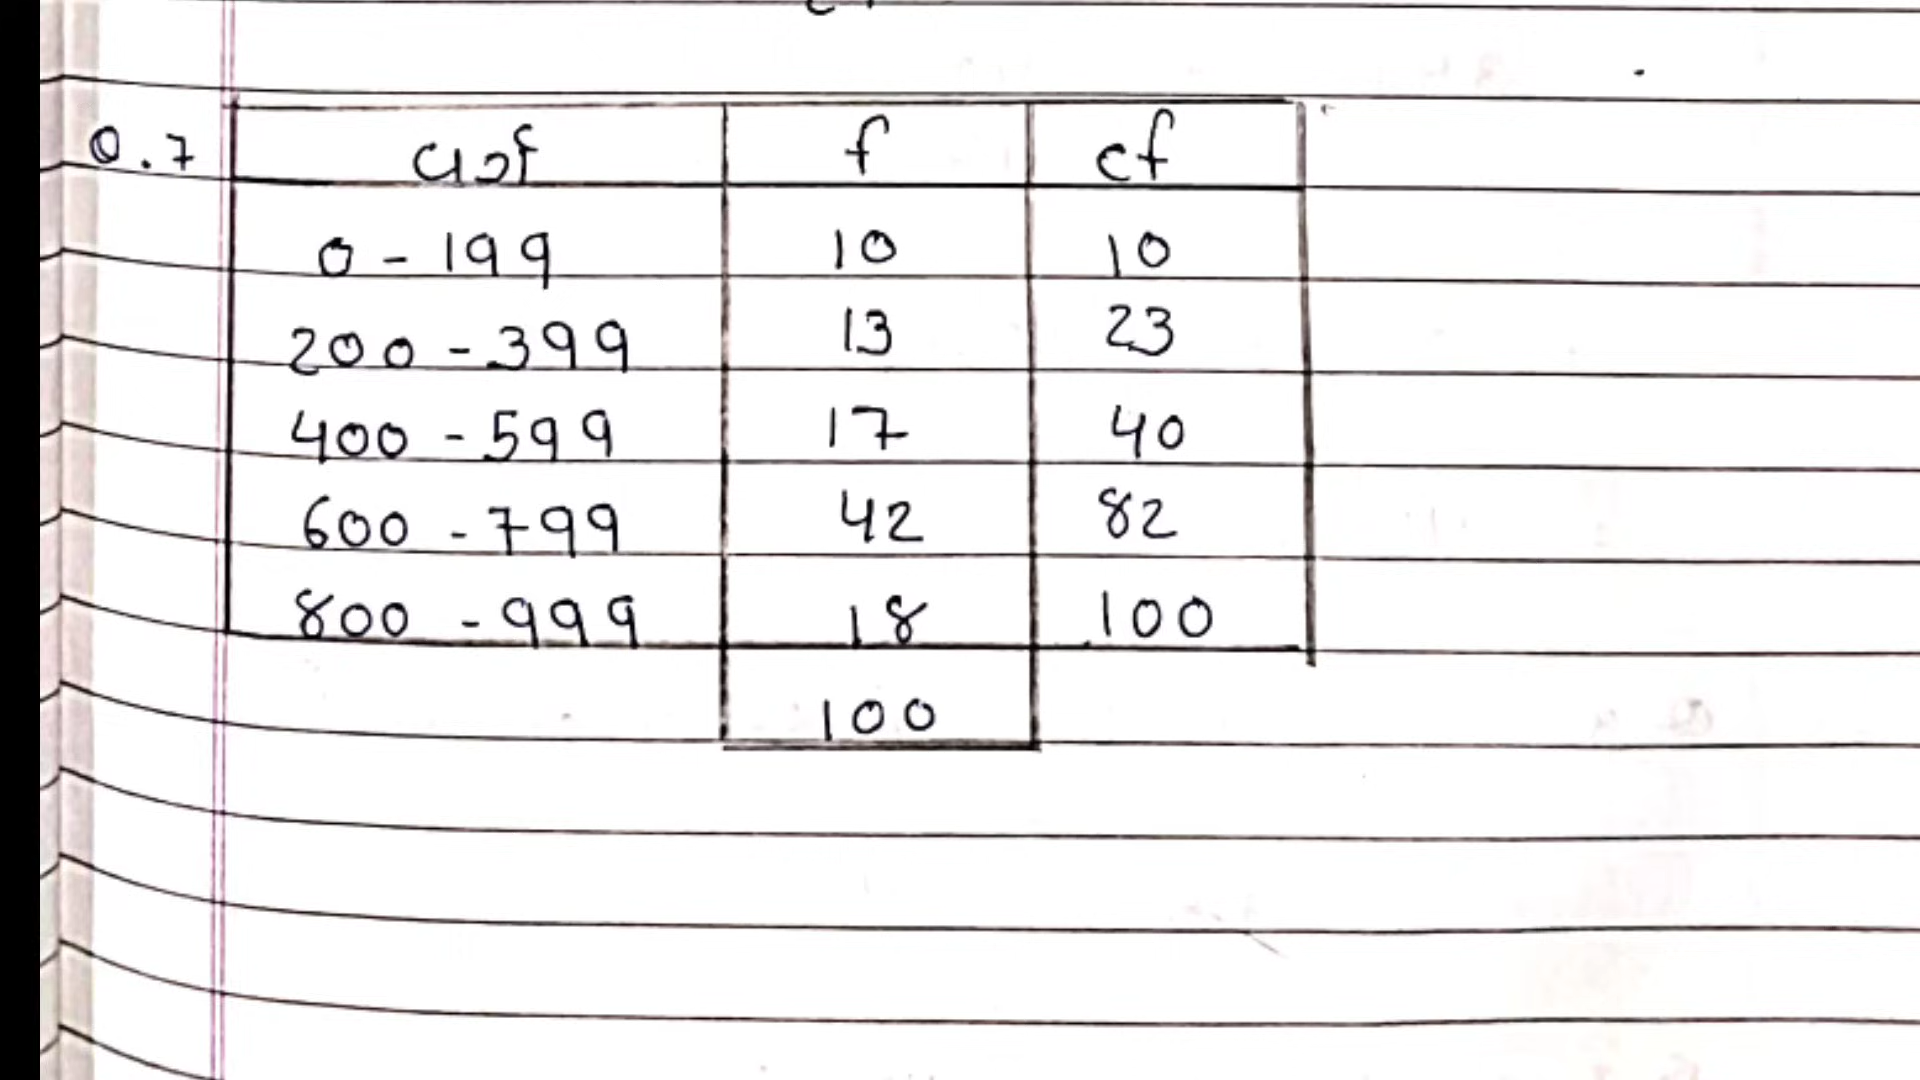 Q.7 f cf
0 - 199 10 10
200 - 399 13 23
400 - 599 17 40
600 - 799 42 82
800 - 999 18 100
100